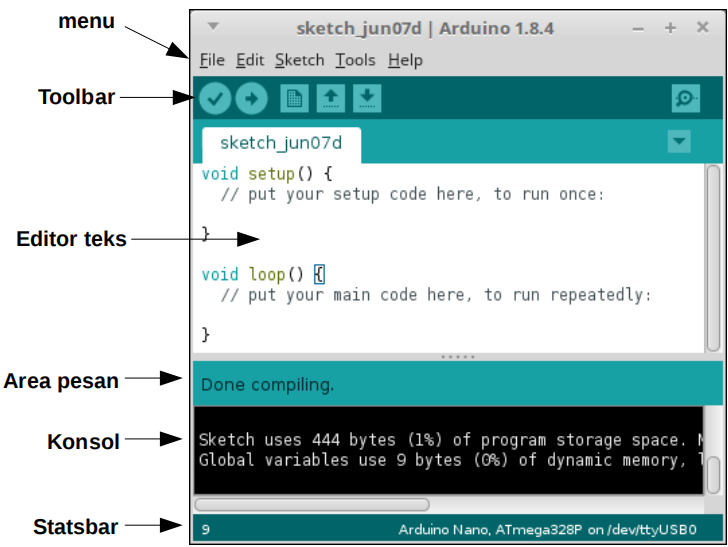 menu
sketch_jun07d | Arduino 1.8.4
File Edit Sketch Tools Help
Toolbar
sketch_jun07d
void setup() {
// put your setup code here, to run once:
Editor teks
}
void loop() {
// put your main code here, to run repeatedly:
}
Area pesan
Done compiling.
Konsol
Sketch uses 444 bytes (1%) of program storage space.
Global variables use 9 bytes (0%) of dynamic memory,
Statsbar
9
Arduino Nano, ATmega328P on /dev/ttyUSB0